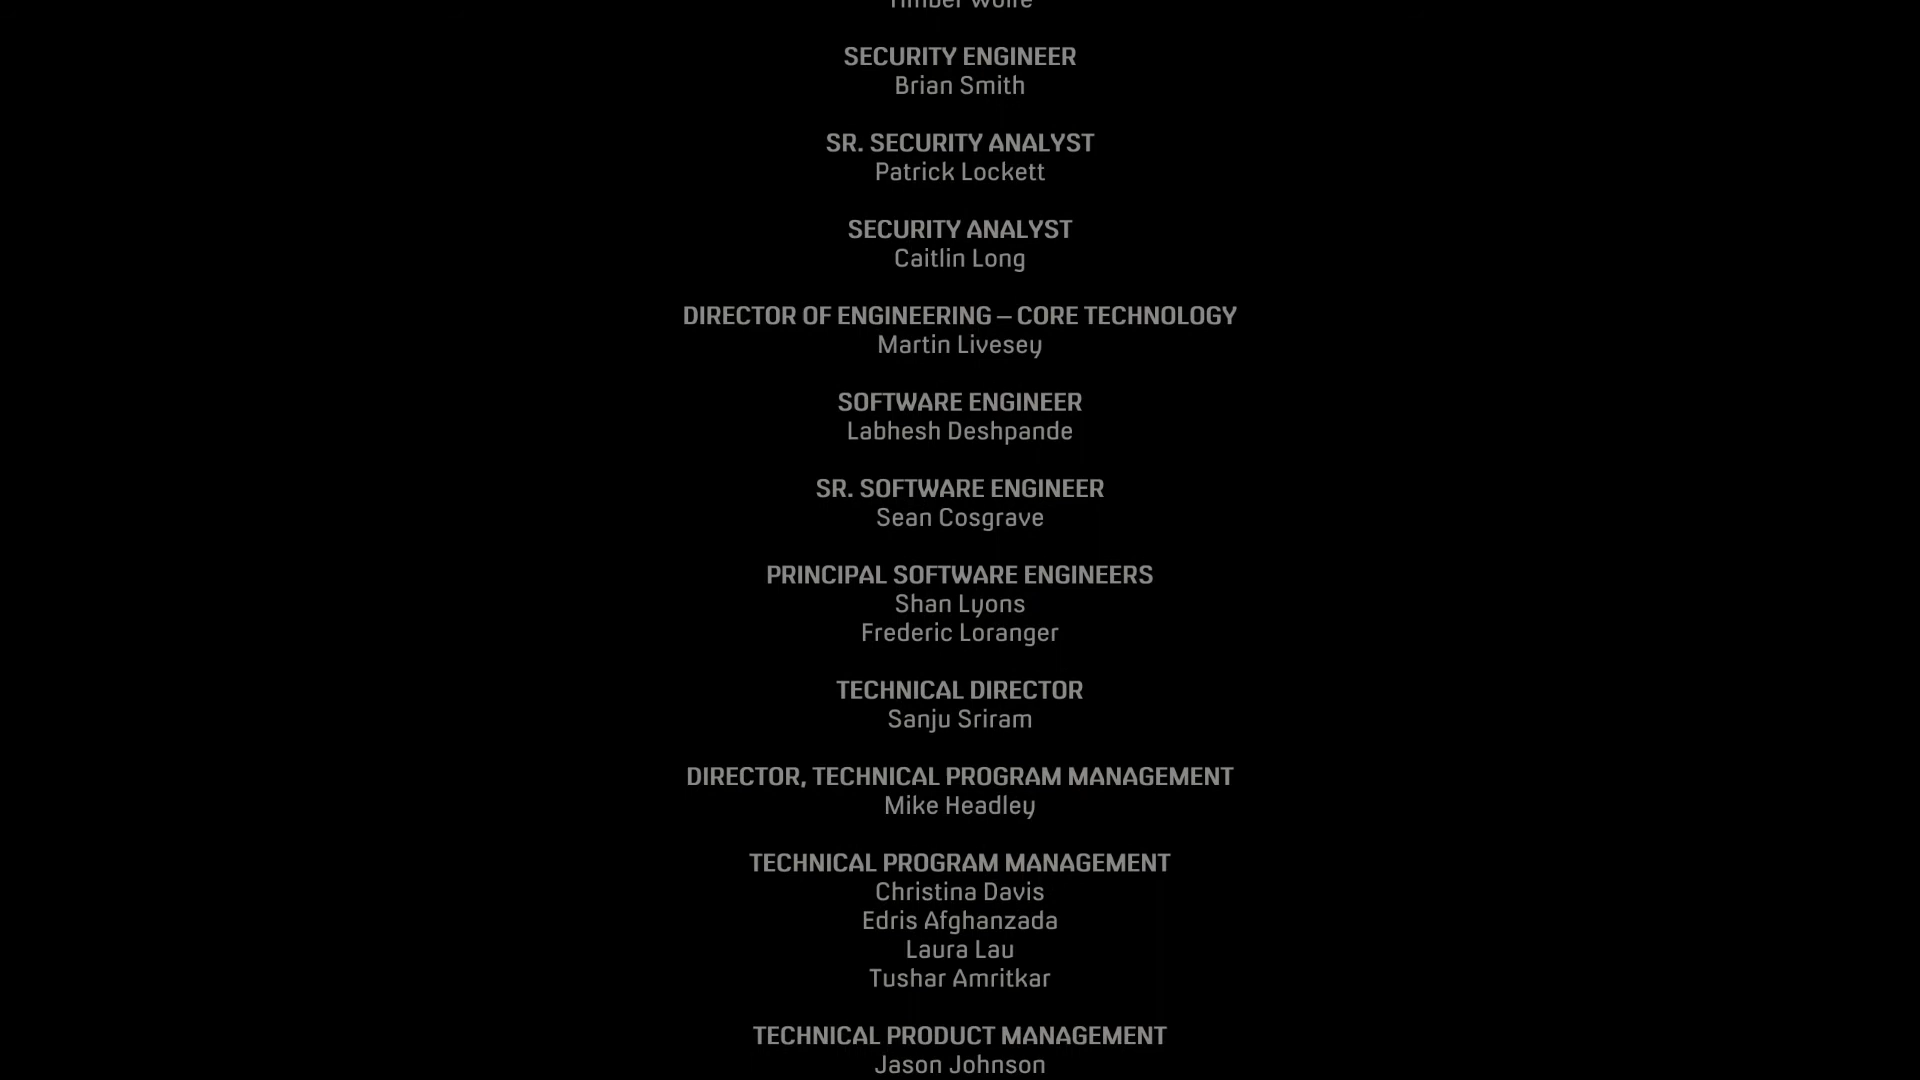 Timber Wolfe
SECURITY ENGINEER
Brian Smith
SR. SECURITY ANALYST
Patrick Lockett
SECURITY ANALYST
Caitlin Long
DIRECTOR OF ENGINEERING – CORE TECHNOLOGY
Martin Livesey
SOFTWARE ENGINEER
Labhesh Deshpande
SR. SOFTWARE ENGINEER
Sean Cosgrave
PRINCIPAL SOFTWARE ENGINEERS
Shan Lyons
Frederic Loranger
TECHNICAL DIRECTOR
Sanju Sriram
DIRECTOR, TECHNICAL PROGRAM MANAGEMENT
Mike Headley
TECHNICAL PROGRAM MANAGEMENT
Christina Davis
Edris Afghanzada
Laura Lau
Tushar Amritkar
TECHNICAL PRODUCT MANAGEMENT
Jason Johnson